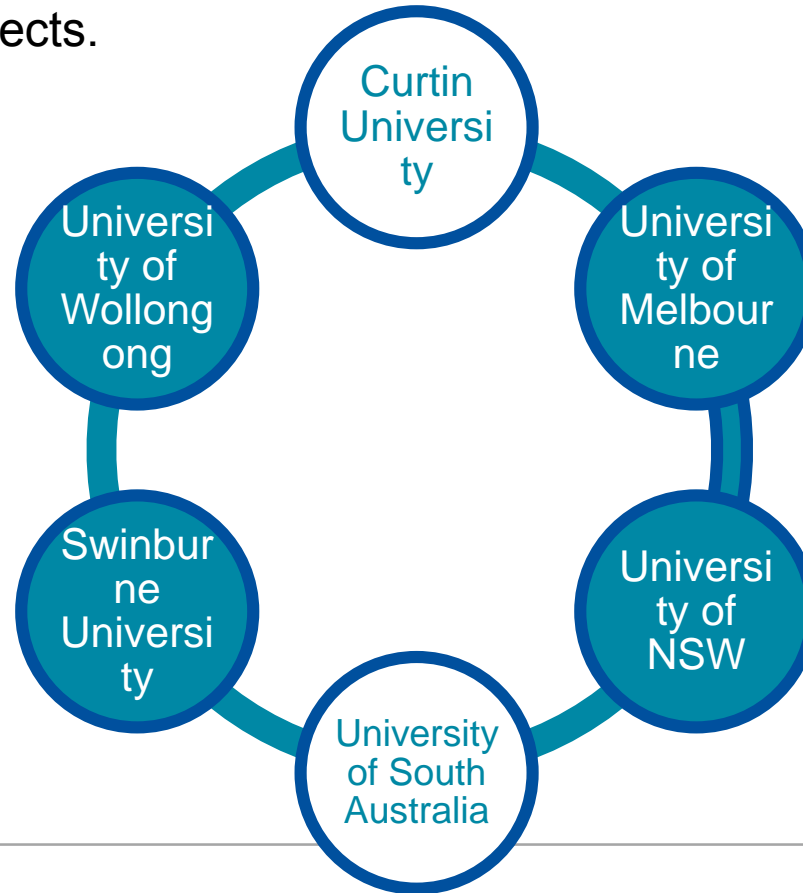 ects.
Curtin
Universi
ty
Universi
ty of
Melbour
ne
Universi
ty of
NSW
University
of South
Australia
Swinbur
ne
Universi
ty
Universi
ty of
Wollong
ong